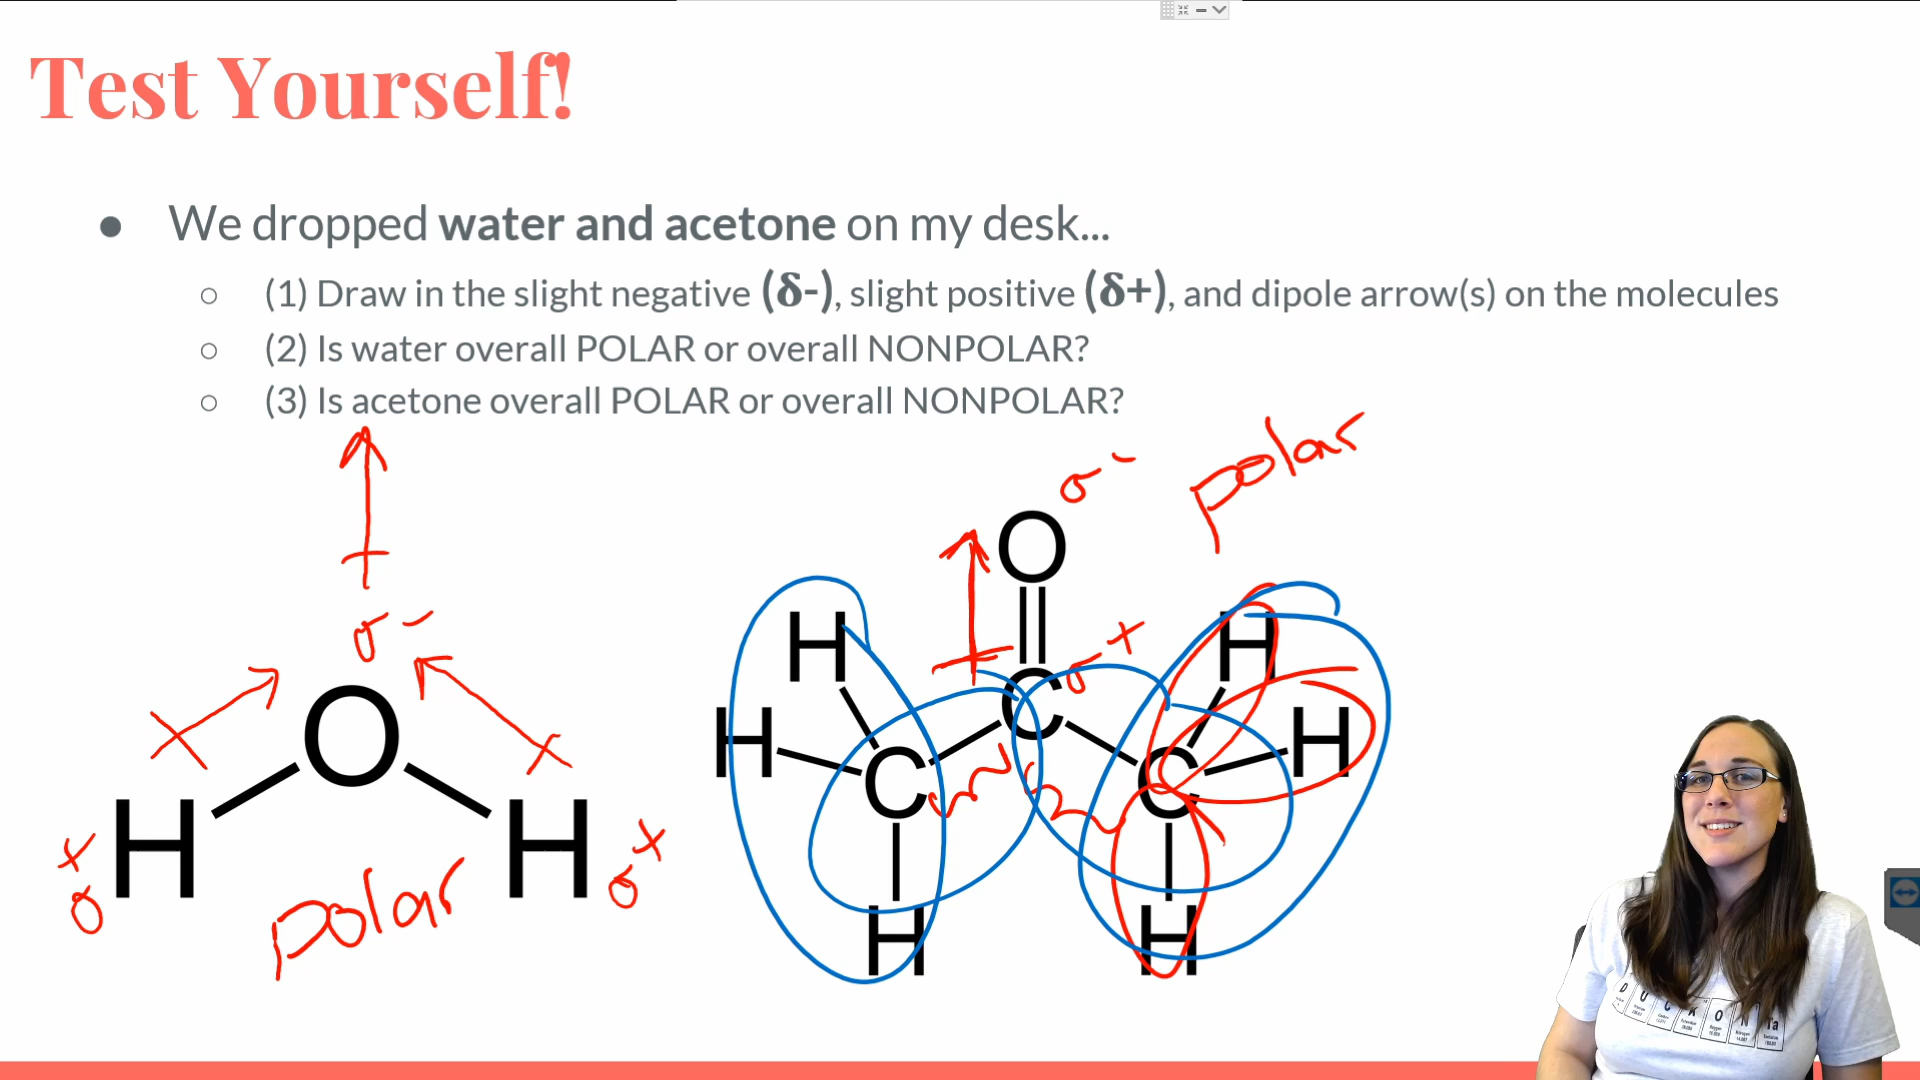 Test Yourself!
● We dropped water and acetone on my desk...
○ (1) Draw in the slight negative (δ-), slight positive (δ+), and dipole arrow(s) on the molecules
○ (2) Is water overall POLAR or overall NONPOLAR?
○ (3) Is acetone overall POLAR or overall NONPOLAR?
polar
σ-
O
σ-
H H
σ+
O
H H
C C C
H H
σ+ σ+
polar
H H
D U C K O N Ta